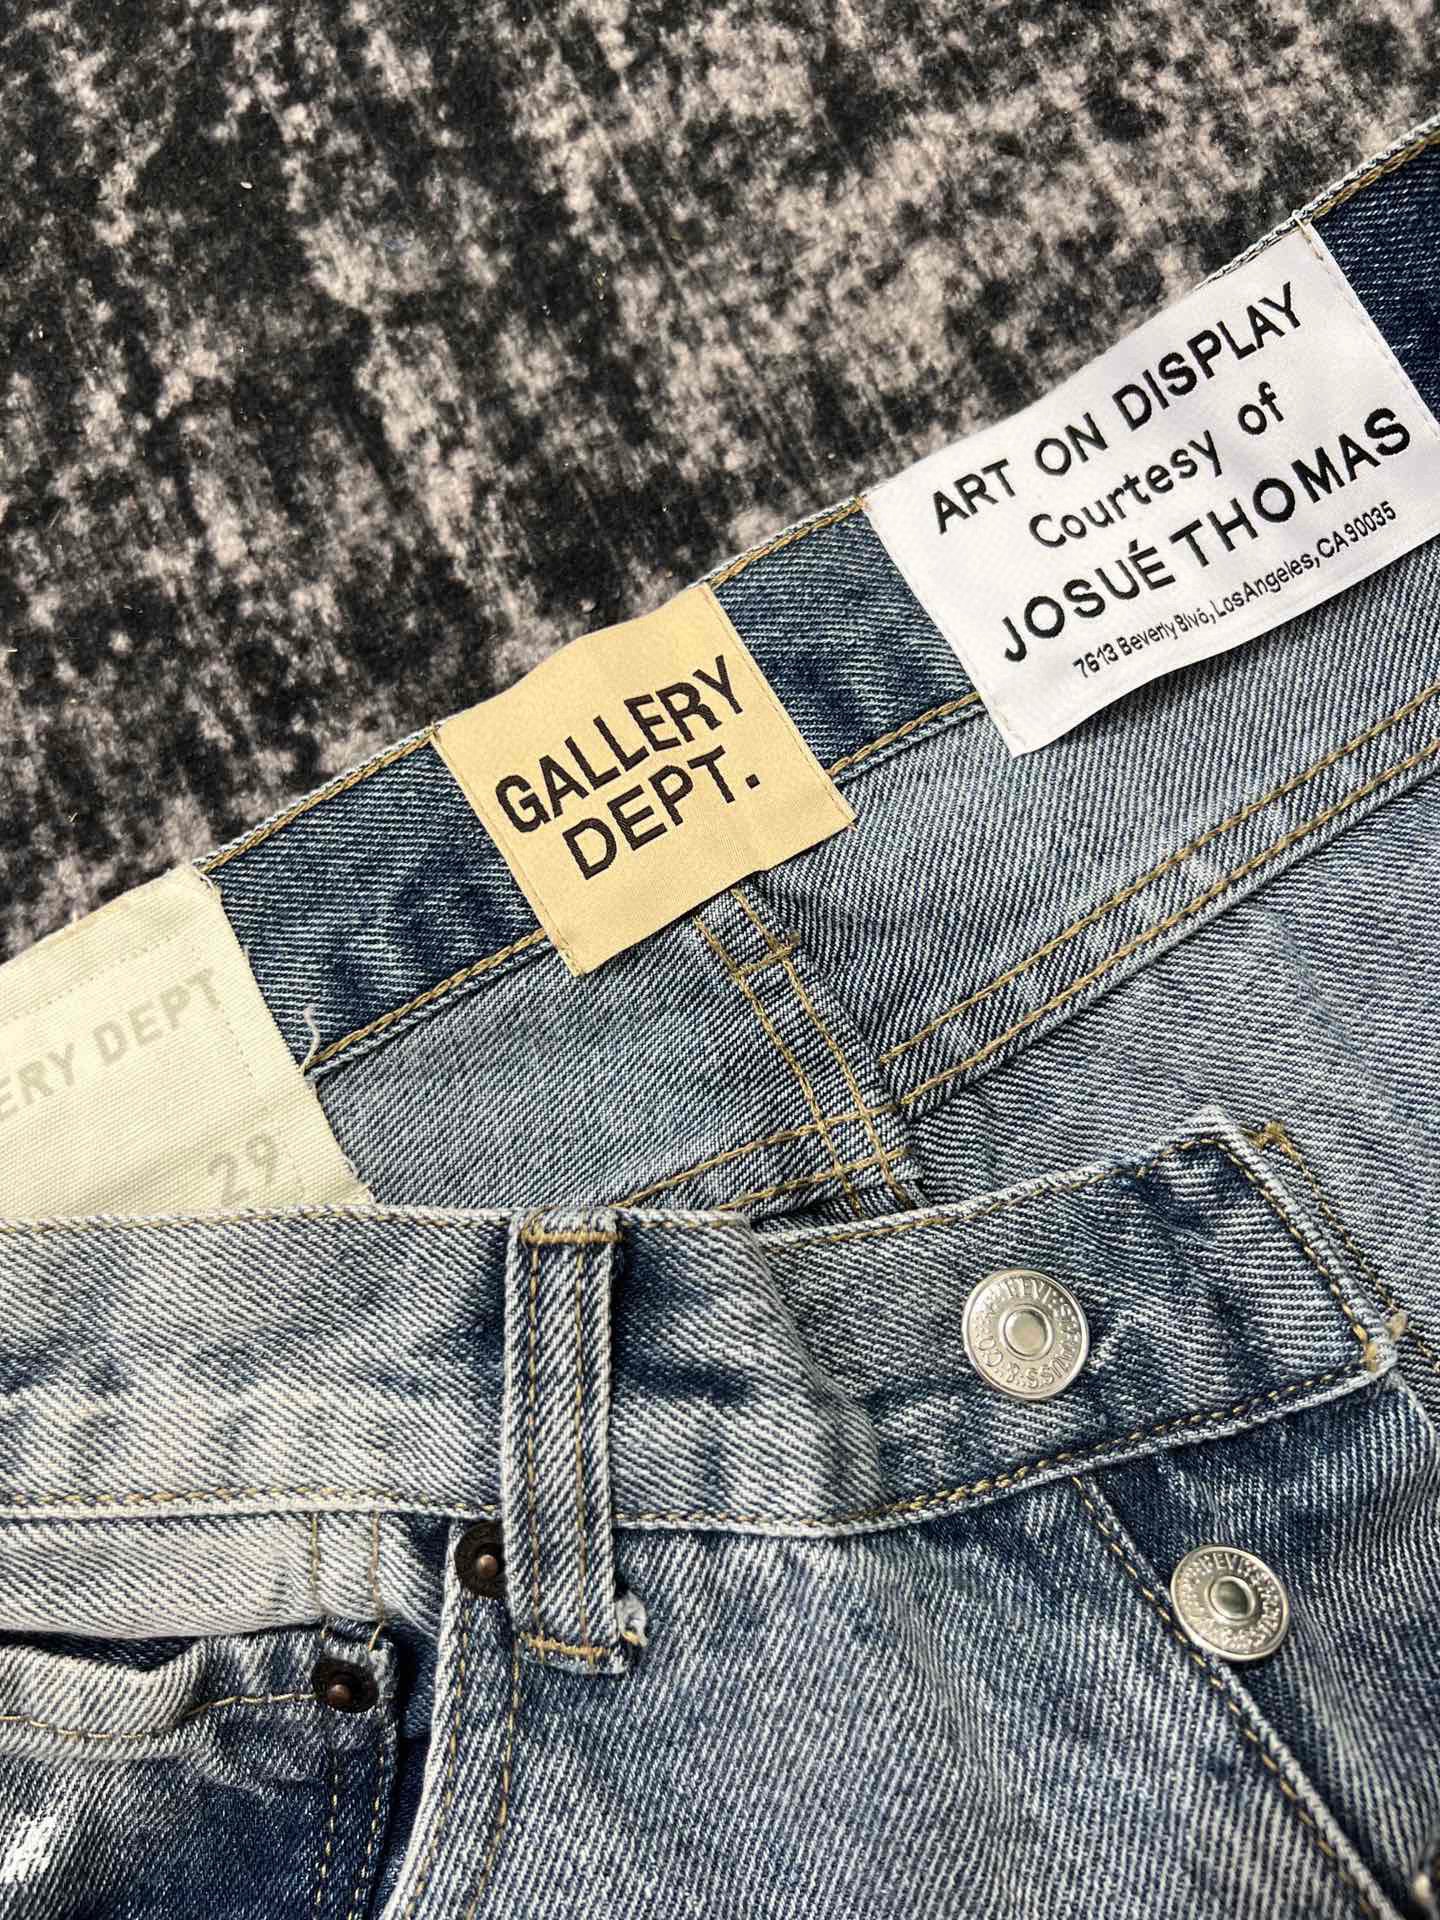 ART ON DISPLAY
Courtesy of
JOSUÉ THOMAS
7613 Beverly Blvd, Los Angeles, CA 90035
GALLERY
DEPT.
ERY DEPT
29